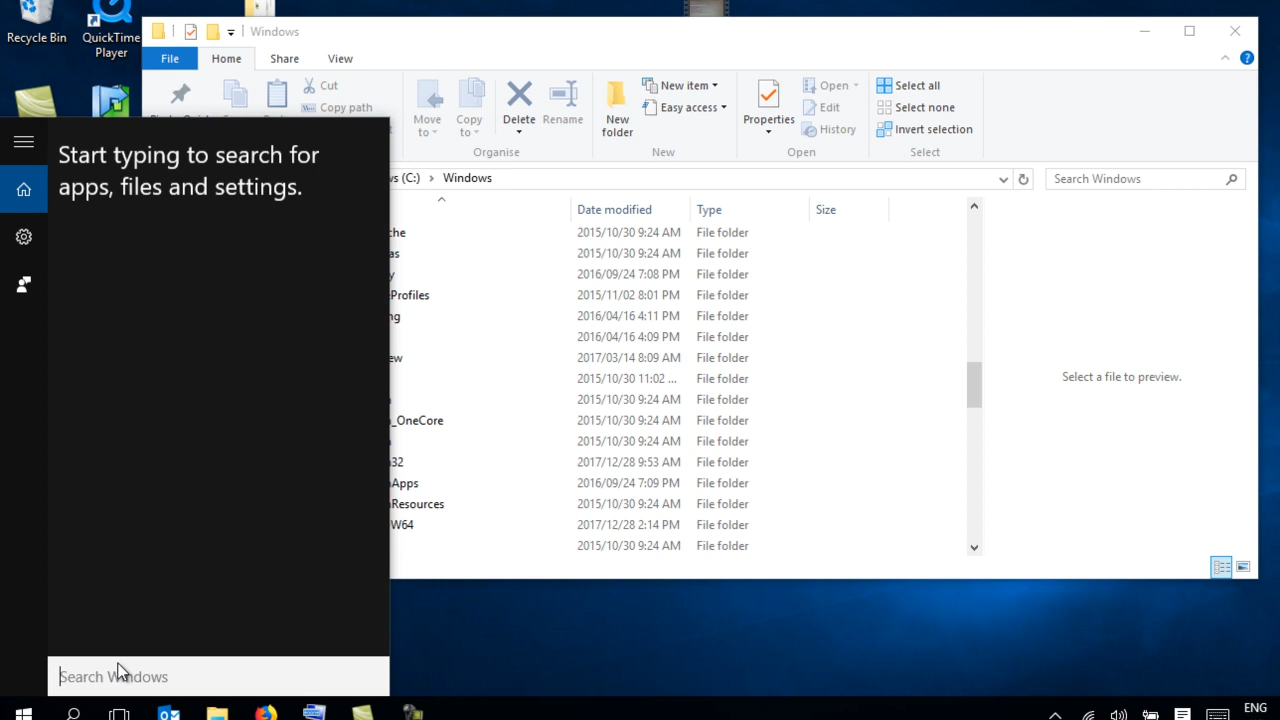 Recycle Bin
QuickTime
Player
Windows
File
Home
Share
View
Cut
Copy path
Move
to
Copy
to
Delete
Rename
Organise
New
folder
New item
Easy access
New
Properties
Open
Edit
History
Open
Select all
Select none
Invert selection
Select
Start typing to search for
apps, files and settings.
s (C:) › Windows
Search Windows
Date modified Type Size
che 2015/10/30 9:24 AM File folder
as 2015/10/30 9:24 AM File folder
y 2016/09/24 7:08 PM File folder
Profiles 2015/11/02 8:01 PM File folder
ng 2016/04/16 4:11 PM File folder
2016/04/16 4:09 PM File folder
ew 2017/03/14 8:09 AM File folder
2015/10/30 11:02 ... File folder
2015/10/30 9:24 AM File folder
_OneCore 2015/10/30 9:24 AM File folder
2015/10/30 9:24 AM File folder
32 2017/12/28 9:53 AM File folder
Apps 2016/09/24 7:09 PM File folder
Resources 2015/10/30 9:24 AM File folder
W64 2017/12/28 2:14 PM File folder
2015/10/30 9:24 AM File folder
Select a file to preview.
Search Windows
ENG